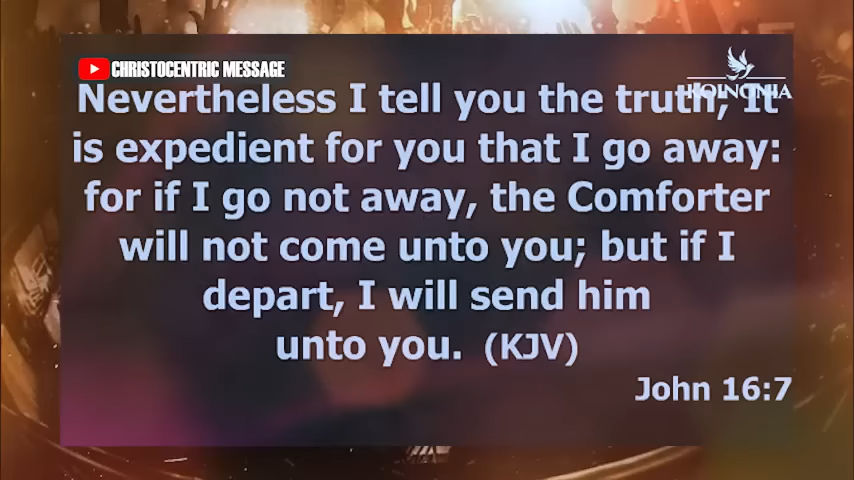 CHRISTOCENTRIC MESSAGE
KOINONIA
Nevertheless I tell you the truth; It
is expedient for you that I go away:
for if I go not away, the Comforter
will not come unto you; but if I
depart, I will send him
unto you. (KJV)
John 16:7